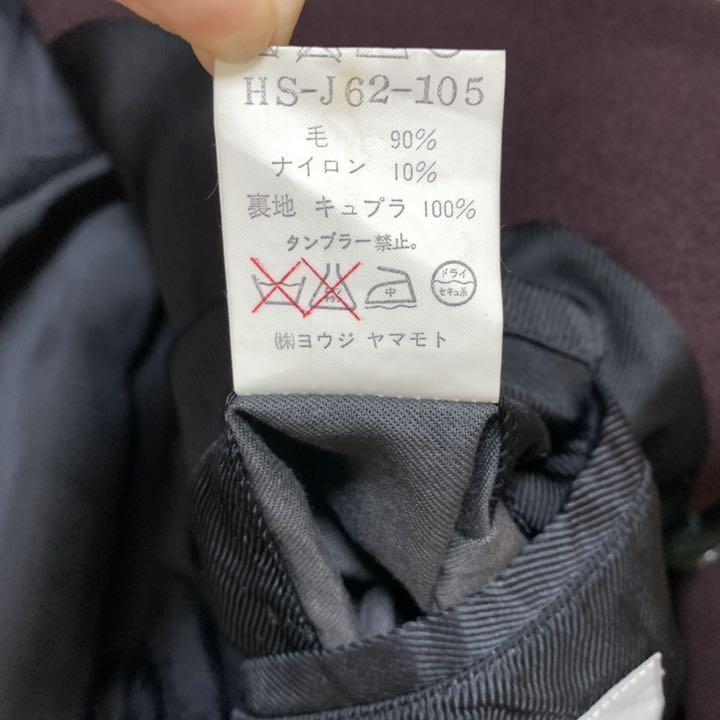 HS-J62-105
毛 90%
ナイロン 10%
裏地 キュプラ 100%
タンブラー禁止。
中
ドライ
セキユ系
㈱ヨウジ ヤマモト